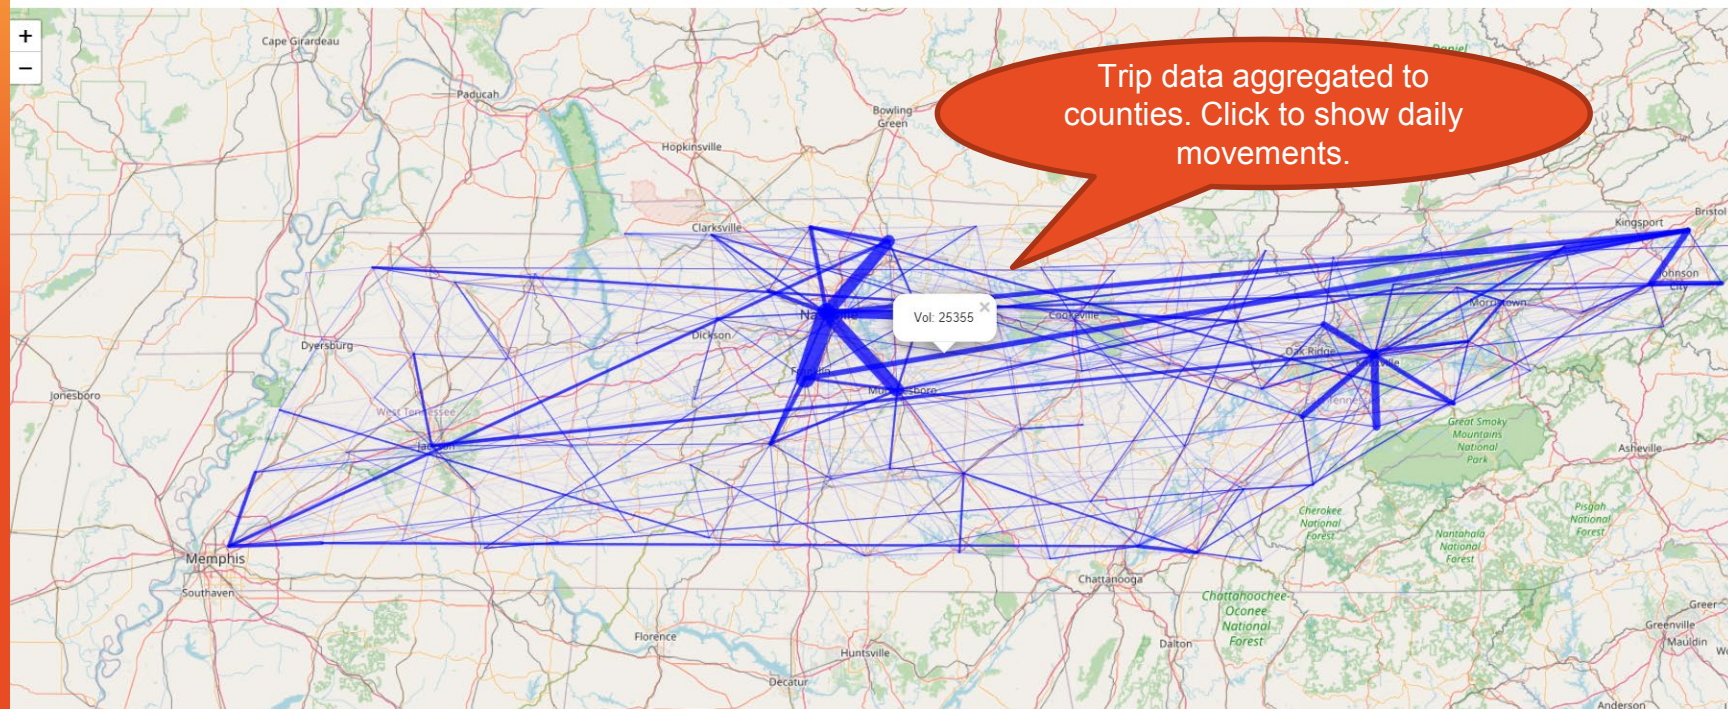 +
−
Trip data aggregated to
counties. Click to show daily
movements.
Cape Girardeau
Paducah
Bowling
Green
Hopkinsville
Clarksville
Kingsport
Bristol
Johnson
City
Morristown
Vol: 25355
×
Cookeville
Dickson
Dyersburg
Oak Ridge
Jonesboro
West Tennessee
Great Smoky
Mountains
National
Park
Asheville
Cherokee
National
Forest
Pisgah
National
Forest
Nantahala
National
Forest
Memphis
Southaven
Chattanooga
Chattahoochee-
Oconee
National
Forest
Florence
Huntsville
Decatur
Dalton
Greer
Greenville
Mauldin
Anderson